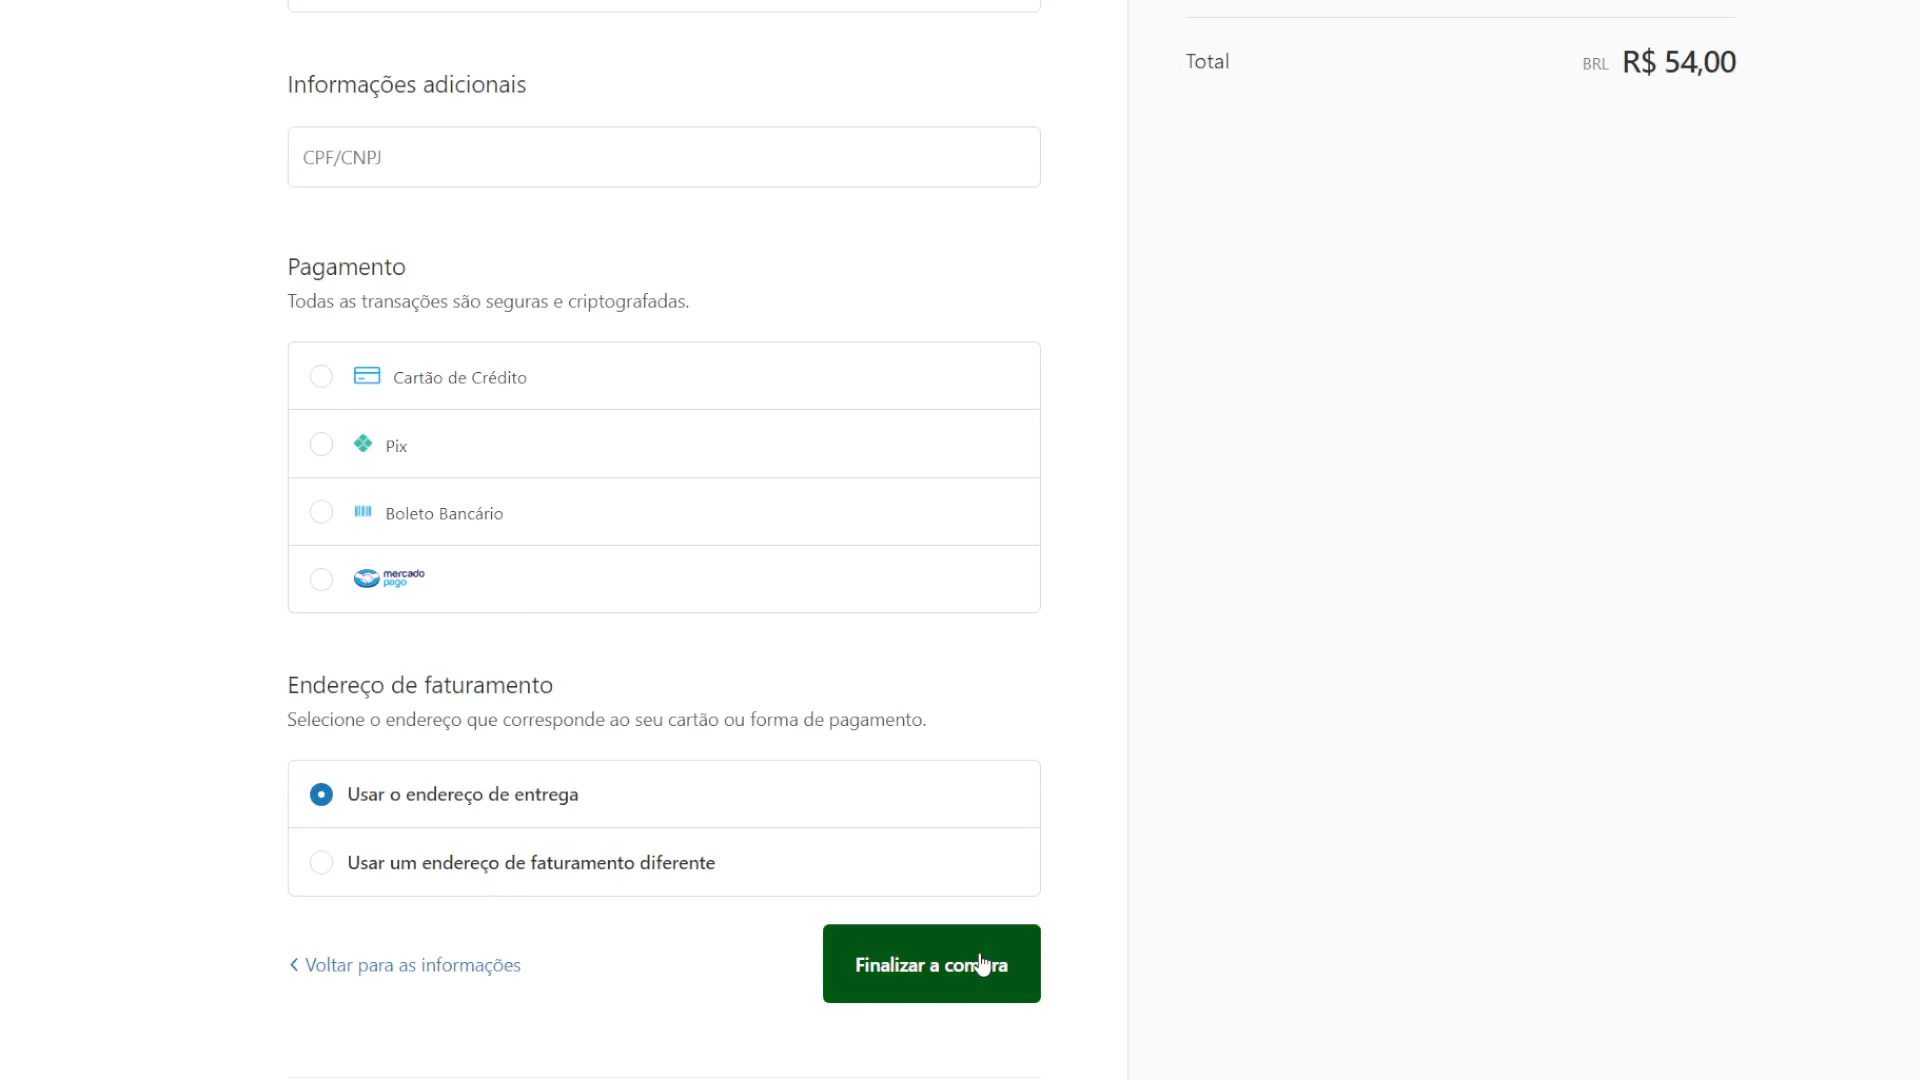 Total
BRL R$ 54,00
Informações adicionais
CPF/CNPJ
Pagamento
Todas as transações são seguras e criptografadas.
Cartão de Crédito
Pix
Boleto Bancário
mercado
pago
Endereço de faturamento
Selecione o endereço que corresponde ao seu cartão ou forma de pagamento.
Usar o endereço de entrega
Usar um endereço de faturamento diferente
Voltar para as informações
Finalizar a compra